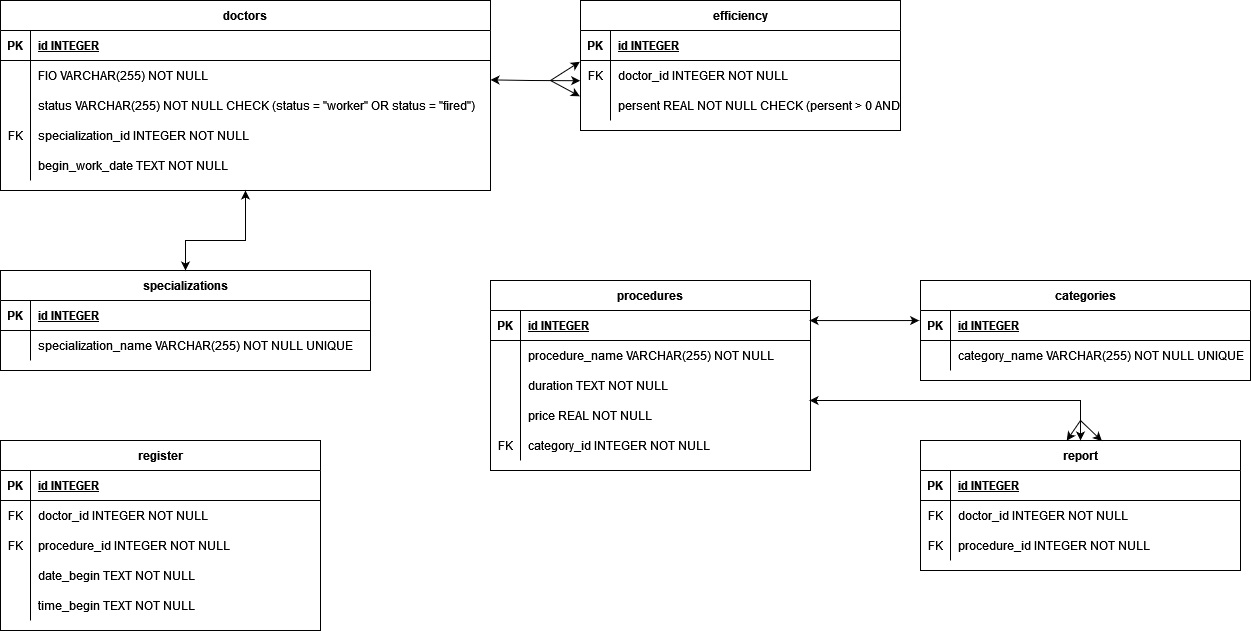 doctors
PK id INTEGER
FIO VARCHAR(255) NOT NULL
status VARCHAR(255) NOT NULL CHECK (status = "worker" OR status = "fired")
FK specialization_id INTEGER NOT NULL
begin_work_date TEXT NOT NULL
efficiency
PK id INTEGER
FK doctor_id INTEGER NOT NULL
persent REAL NOT NULL CHECK (persent > 0 AND
specializations
PK id INTEGER
specialization_name VARCHAR(255) NOT NULL UNIQUE
procedures
PK id INTEGER
procedure_name VARCHAR(255) NOT NULL
duration TEXT NOT NULL
price REAL NOT NULL
FK category_id INTEGER NOT NULL
categories
PK id INTEGER
category_name VARCHAR(255) NOT NULL UNIQUE
register
PK id INTEGER
FK doctor_id INTEGER NOT NULL
FK procedure_id INTEGER NOT NULL
date_begin TEXT NOT NULL
time_begin TEXT NOT NULL
report
PK id INTEGER
FK doctor_id INTEGER NOT NULL
FK procedure_id INTEGER NOT NULL